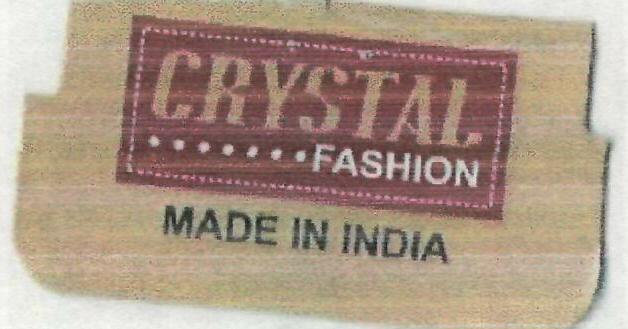 CRYSTAL
.......FASHION
MADE IN INDIA